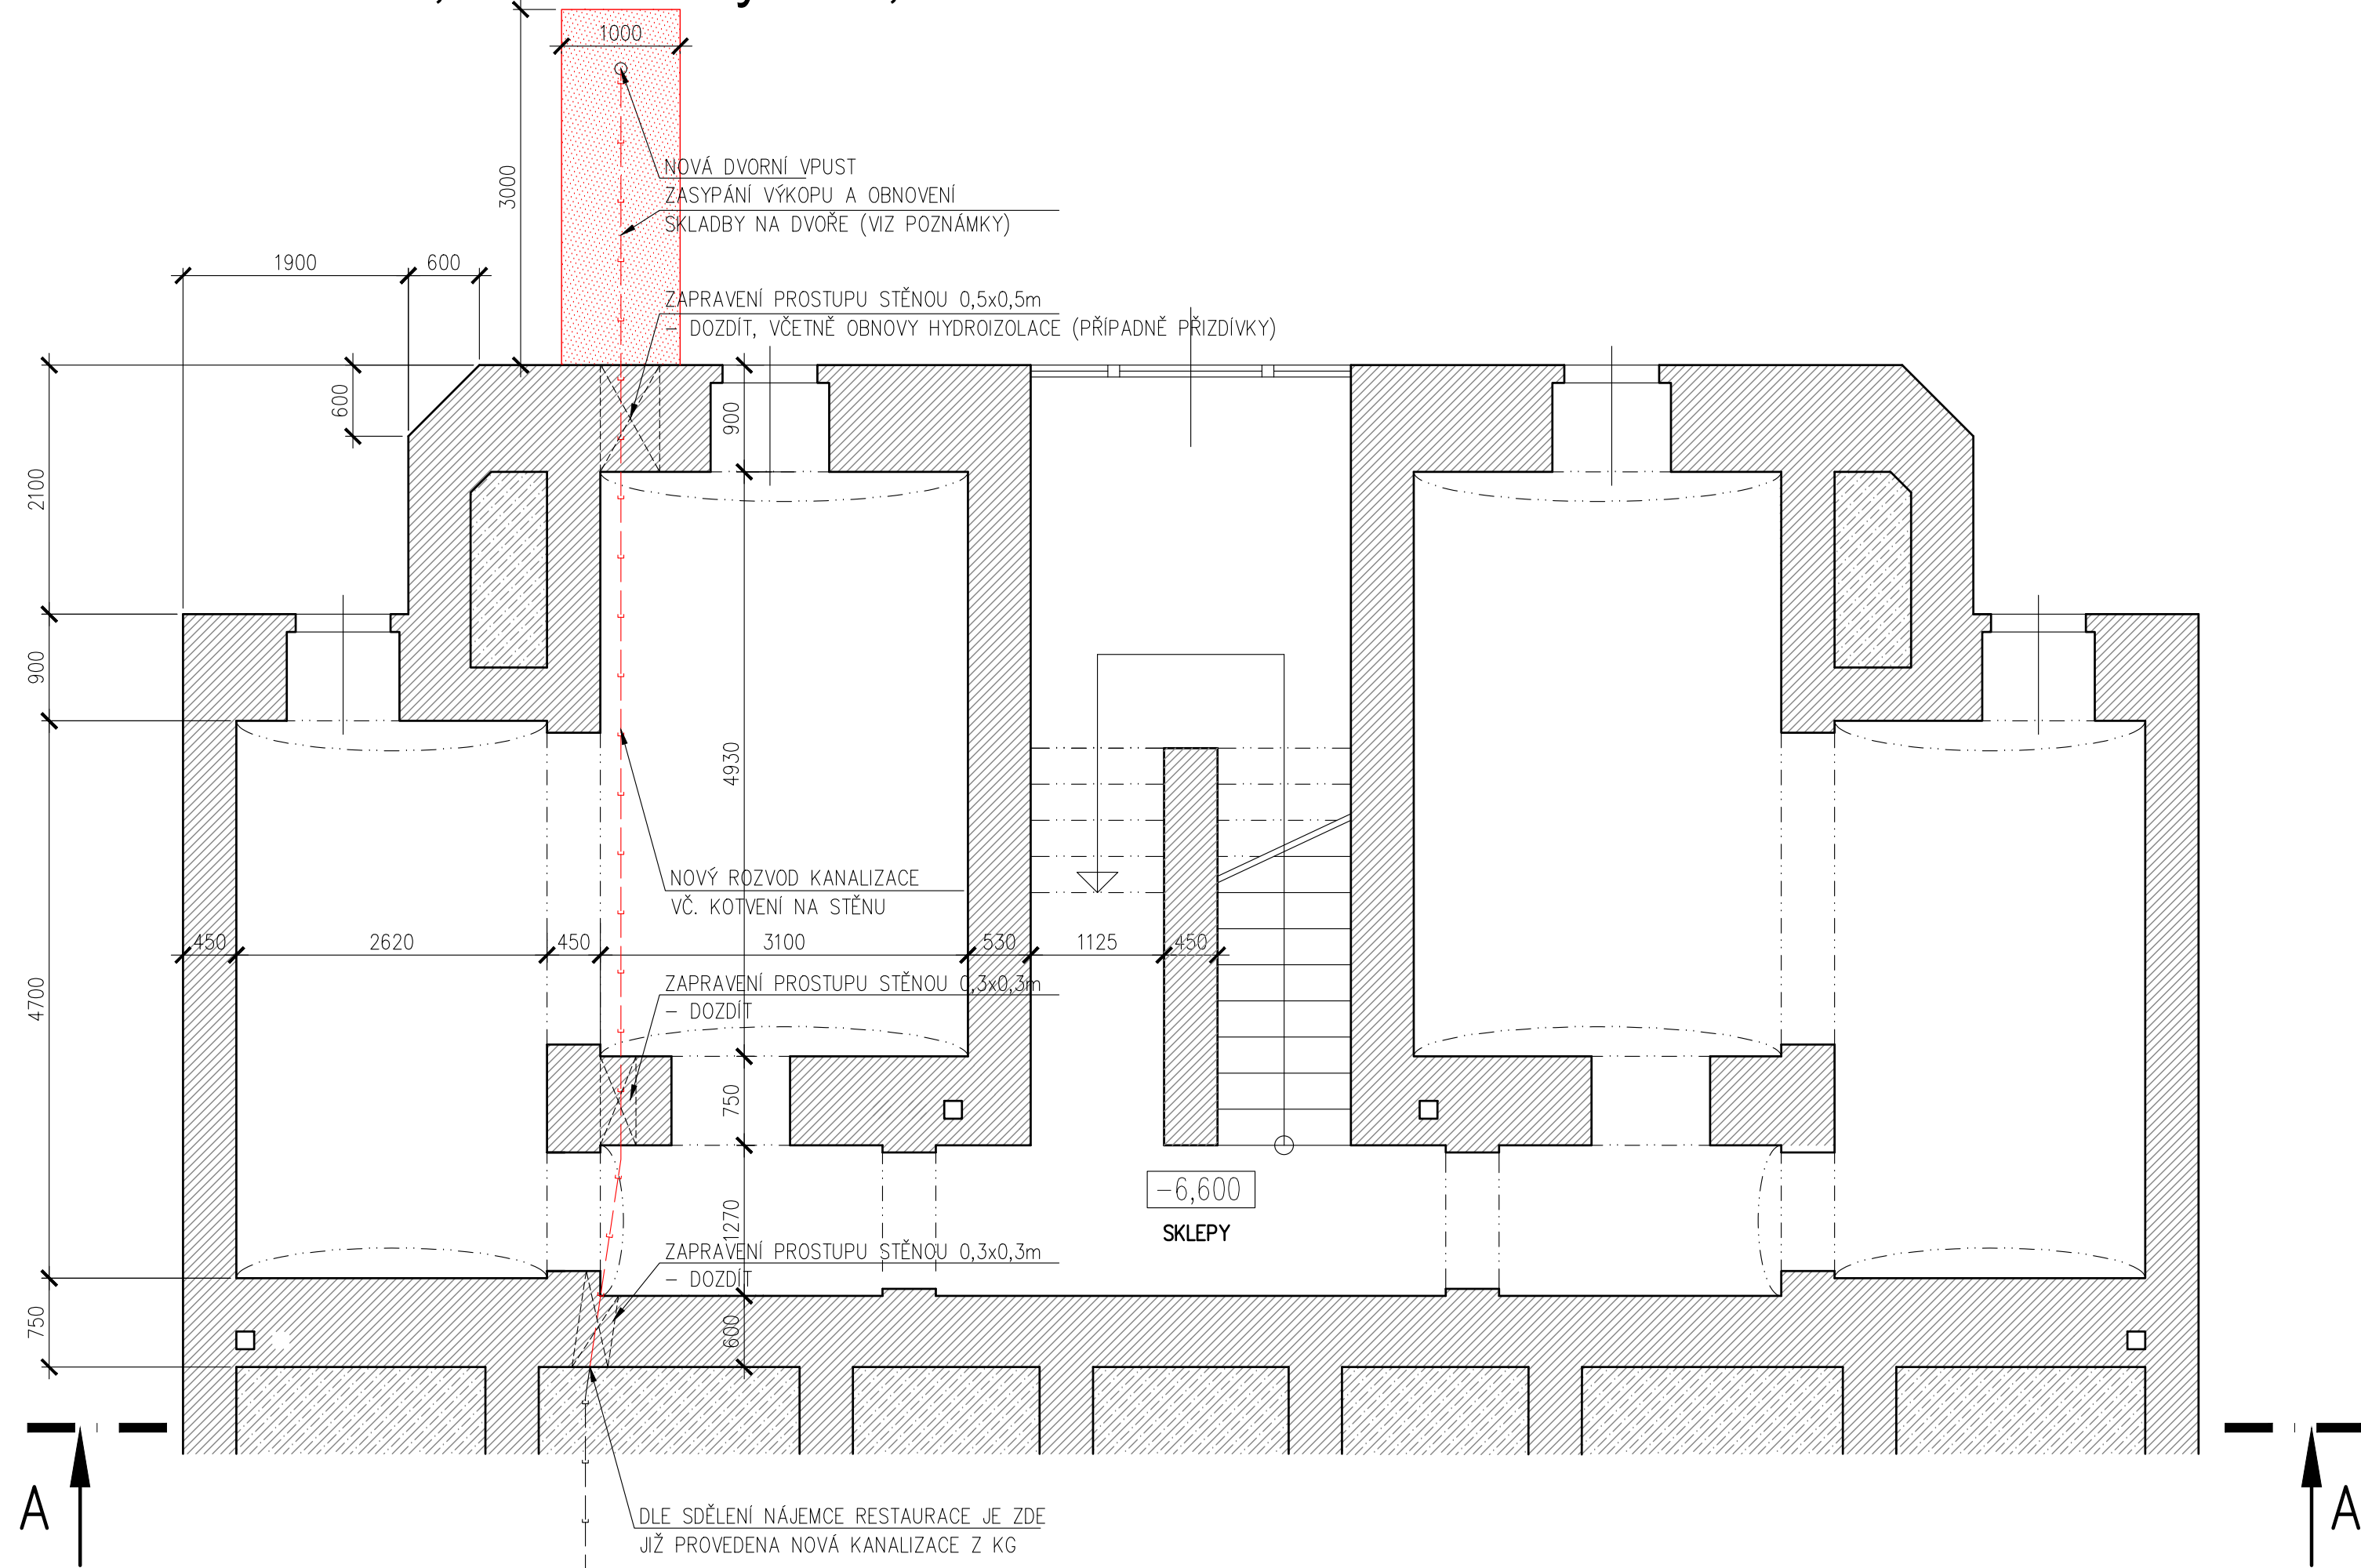 1000
3000
NOVÁ DVORNÍ VPUST
ZASYPÁNÍ VÝKOPU A OBNOVENÍ
SKLADBY NA DVOŘE (VIZ POZNÁMKY)
1900
600
ZAPRAVENÍ PROSTUPU STĚNOU 0,5x0,5m
– DOZDÍT, VČETNĚ OBNOVY HYDROIZOLACE (PŘÍPADNĚ PŘIZDÍVKY)
600
900
2100
900
4930
NOVÝ ROZVOD KANALIZACE
VČ. KOTVENÍ NA STĚNU
450
2620
450
3100
530
1125
450
ZAPRAVENÍ PROSTUPU STĚNOU 0,3x0,3m
– DOZDÍT
4700
750
–6,600
SKLEPY
1270
ZAPRAVENÍ PROSTUPU STĚNOU 0,3x0,3m
– DOZDÍT
750
600
A
A
DLE SDĚLENÍ NÁJEMCE RESTAURACE JE ZDE
JIŽ PROVEDENA NOVÁ KANALIZACE Z KG